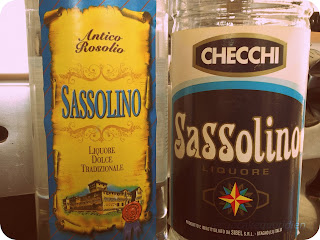 Antico
Rosolio
SASSOLINO
LIQUORE
DOLCE
TRADIZIONALE
CHECCHI
Sassolino
LIQUORE